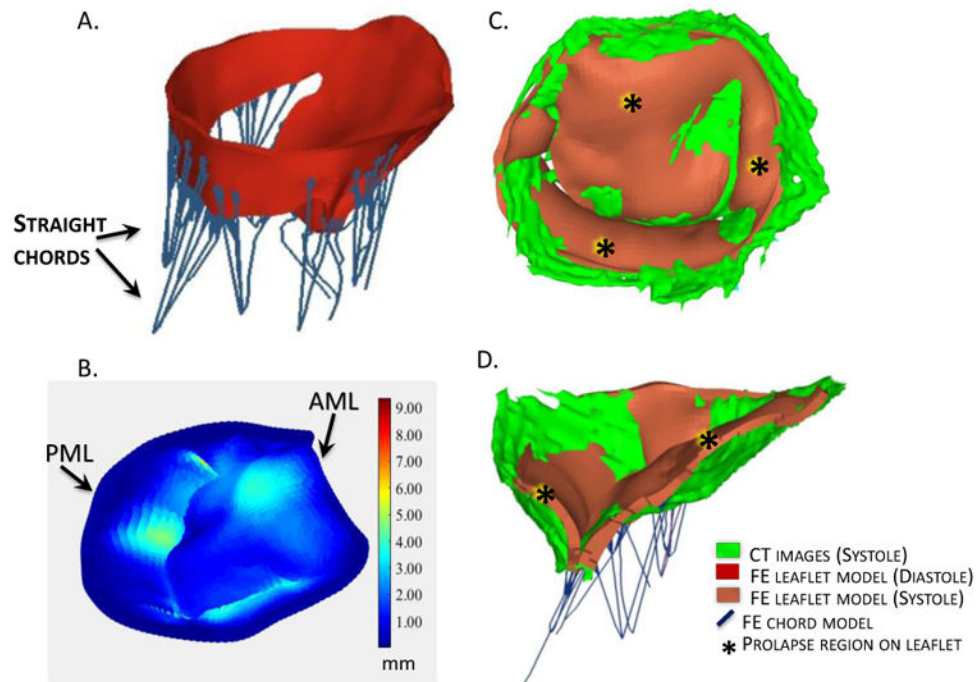 A.
STRAIGHT
CHORDS
B.
PML
AML
9.00
8.00
7.00
6.00
5.00
4.00
3.00
2.00
1.00
mm
C.
*
*
*
D.
*
*
CT IMAGES (SYSTOLE)
FE LEAFLET MODEL (DIASTOLE)
FE LEAFLET MODEL (SYSTOLE)
FE CHORD MODEL
* PROLAPSE REGION ON LEAFLET